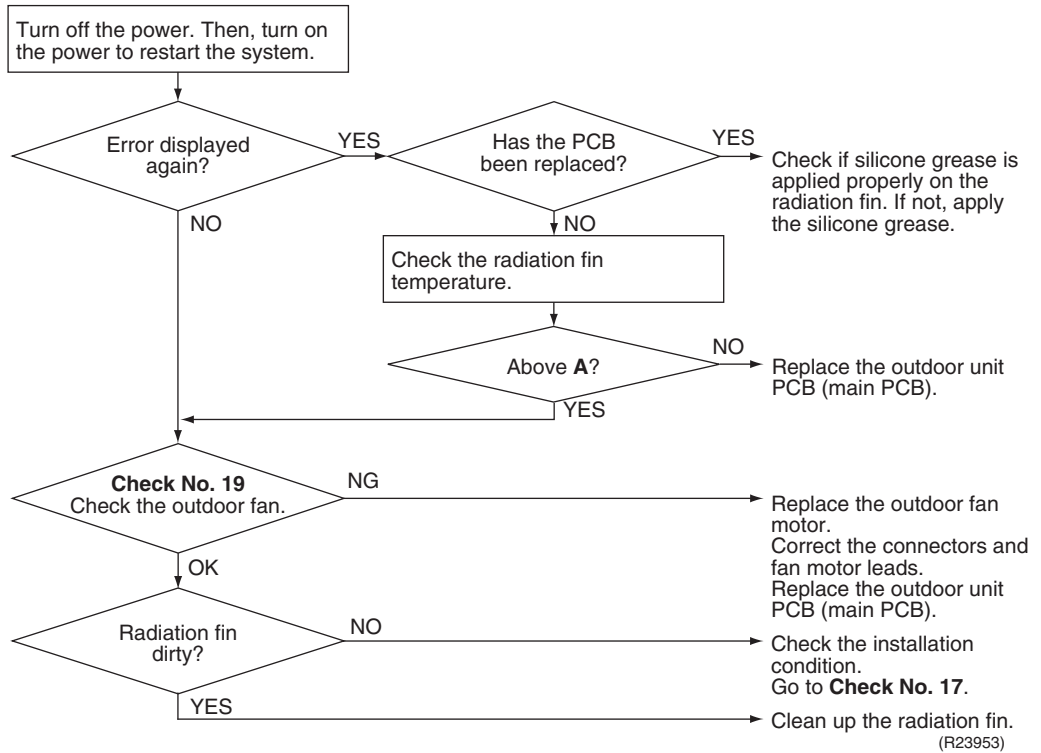 Turn off the power. Then, turn on
the power to restart the system.
Error displayed
again?
YES
Has the PCB
been replaced?
YES
Check if silicone grease is
applied properly on the
radiation fin. If not, apply
the silicone grease.
NO
NO
Check the radiation fin
temperature.
Above A?
NO
Replace the outdoor unit
PCB (main PCB).
YES
Check No. 19
Check the outdoor fan.
NG
Replace the outdoor fan
motor.
Correct the connectors and
fan motor leads.
Replace the outdoor unit
PCB (main PCB).
OK
Radiation fin
dirty?
NO
Check the installation
condition.
Go to Check No. 17.
YES
Clean up the radiation fin.
(R23953)